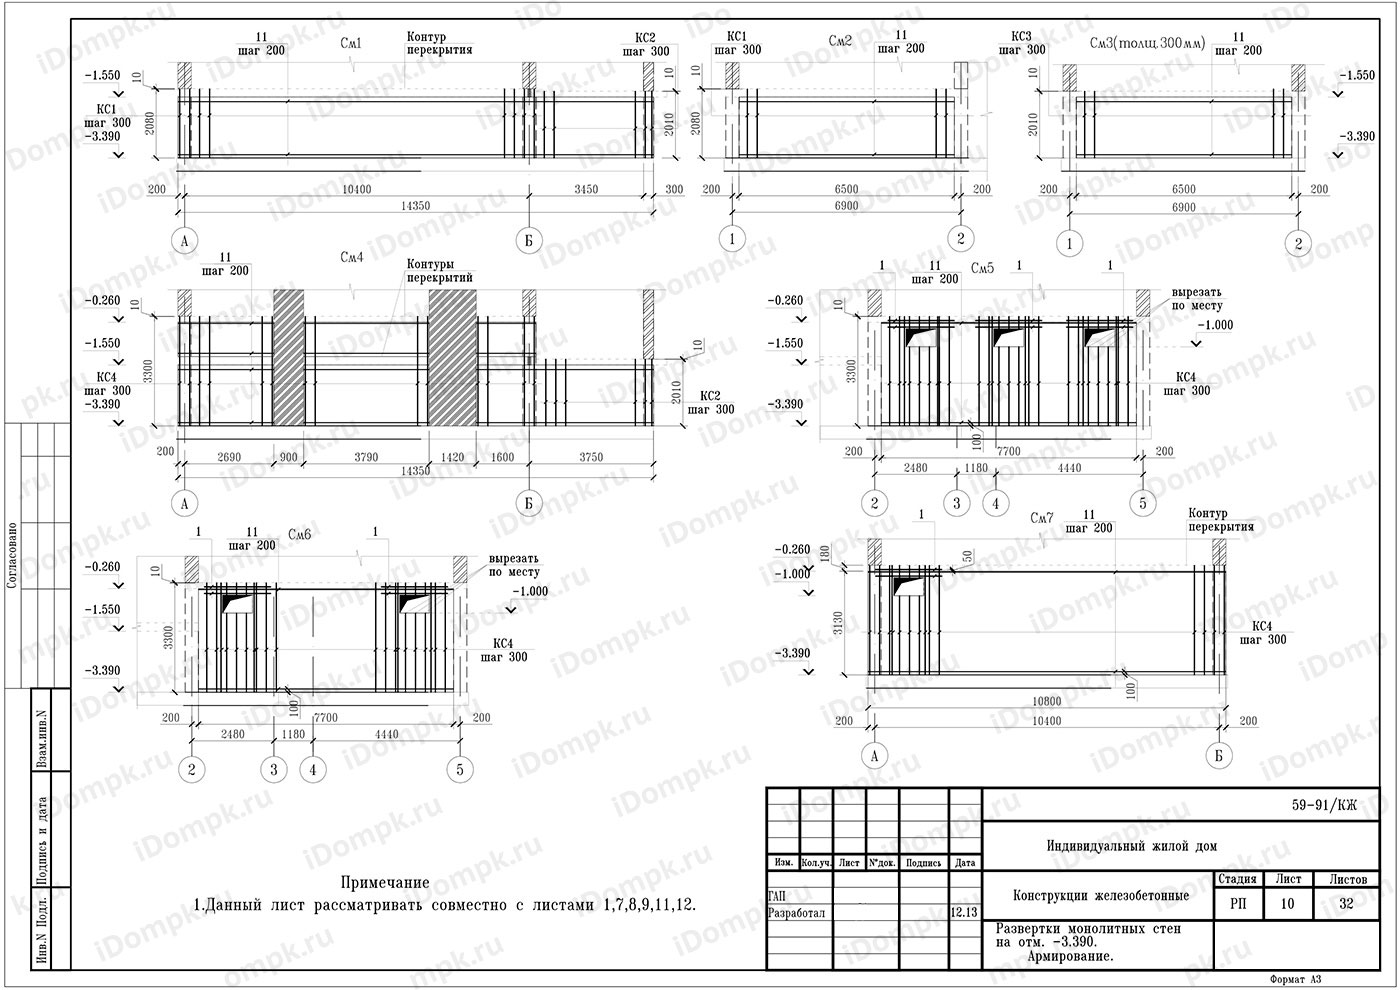 См1
11
шаг 200
Контур
перекрытия
КС2
шаг 300
-1.550
10
КС1
шаг 300
-3.390
2080
2010
10
200
10400
3450
300
14350
А
Б
КС1
шаг 300
См2
11
шаг 200
10
2080
200
6500
200
6900
1
2
КС3
шаг 300
См3(толщ.300мм)
11
шаг 200
10
2010
-1.550
-3.390
200
6500
200
6900
1
2
См4
11
шаг 200
Контуры
перекрытий
-0.260
10
-1.550
КС4
шаг 300
-3.390
3300
10
2010
КС2
шаг 300
200
2690
900
3790
1420
1600
3750
14350
А
Б
См5
1
11
шаг 200
1
1
вырезать
по месту
-0.260
10
-1.000
-1.550
3300
КС4
шаг 300
-3.390
100
200
7700
200
2480
1180
4440
2
3
4
5
См6
1
11
шаг 200
1
вырезать
по месту
-0.260
10
-1.000
-1.550
3300
КС4
шаг 300
-3.390
100
200
7700
200
2480
1180
4440
2
3
4
5
См7
1
11
шаг 200
Контур
перекрытия
-0.260
180
50
-1.000
3130
КС4
шаг 300
-3.390
100
10800
200
10400
200
А
Б
Примечание
1.Данный лист рассматривать совместно с листами 1,7,8,9,11,12.
Согласовано
Взам.инв.N
Подпись и дата
Инв.N Подл.
59-91/КЖ
Индивидуальный жилой дом
Изм.
Кол.уч.
Лист
N°док.
Подпись
Дата
ГАП
Разработал
12.13
Конструкции железобетонные
Стадия
Лист
Листов
РП
10
32
Развертки монолитных стен
на отм. -3.390.
Армирование.
Формат А3
iDompk.ru